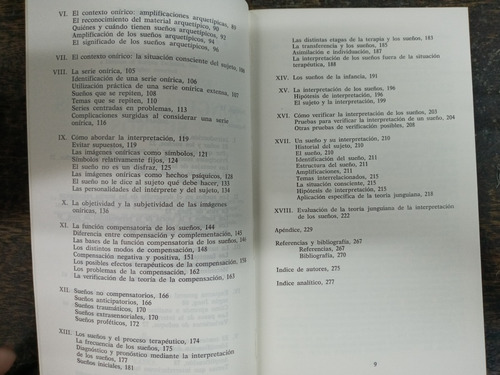 VI. El contexto onírico: amplificaciones arquetípicas, 89
El reconocimiento del material arquetípico, 90
Quiénes y cuándo tienen sueños arquetípicos, 92
Amplificación de los sueños arquetípicos, 94
El significado de los sueños arquetípicos, 96
VII. El contexto onírico: la situación consciente del sujeto, 100
VIII. La serie onírica, 105
Identificación de una serie onírica, 106
Utilización práctica de una serie onírica extensa, 107
Sueños que se repiten, 108
Temas que se repiten, 110
Series centradas en problemas, 113
Complicaciones surgidas al considerar una serie
onírica, 116
IX. Como abordar la interpretación, 119
Evitar supuestos, 119
Las imágenes oníricas como símbolos, 121
Símbolos relativamente fijos, 124
El sueño no es un disfraz, 125
Las imágenes oníricas como hechos psíquicos, 128
El sueño no le dice al sujeto qué debe hacer, 131
Las personalidades del intérprete y del sujeto, 134
X. La objetividad y la subjetividad de las imágenes
oníricas, 136
XI. La función compensatoria de los sueños, 144
Diferencia entre compensación y complementación, 145
Las bases de la función compensatoria de los sueños, 146
Los distintos modos de compensación, 148
Compensación negativa y positiva, 151
Los posibles efectos terapéuticos de la compensación, 158
Los problemas de la compensación, 162
La verificación de la teoría de la compensación, 163
XII. Sueños no compensatorios, 166
Sueños anticipatorios, 166
Sueños traumáticos, 170
Sueños extrasensoriales, 170
Sueños proféticos, 172
XIII. Los sueños y el proceso terapéutico, 174
La frecuencia de los sueños, 175
Diagnóstico y pronóstico mediante la interpretación
de los sueños, 177
Sueños iniciales, 181
Las distintas etapas de la terapia y los sueños, 183
La transferencia y los sueños, 185
Asimilación e individuación, 187
La interpretación de los sueños fuera de la situación
terapéutica, 188
XIV. Los sueños de la infancia, 191
XV. La interpretación de los sueños, 196
Hipótesis de interpretación, 196
El sujeto y la interpretación, 199
XVI. Cómo verificar la interpretación de los sueños, 203
Pruebas para verificar la interpretación de un sueño, 204
Otras pruebas de verificación posibles, 208
XVII. Un sueño y su interpretación, 210
Historial del sujeto, 210
El sueño, 210
Identificación del sueño, 211
Estructura del sueño, 211
Amplificaciones, 211
Temas interrelacionados, 215
La situación consciente, 215
Hipótesis de interpretación, 215
Aplicación específica de la teoría junguiana, 218
XVIII. Evaluación de la teoría junguiana de la interpretación
de los sueños, 222
Apéndice, 229
Referencias y bibliografía, 267
Referencias, 267
Bibliografía, 270
Indice de autores, 275
Indice analítico, 277
9